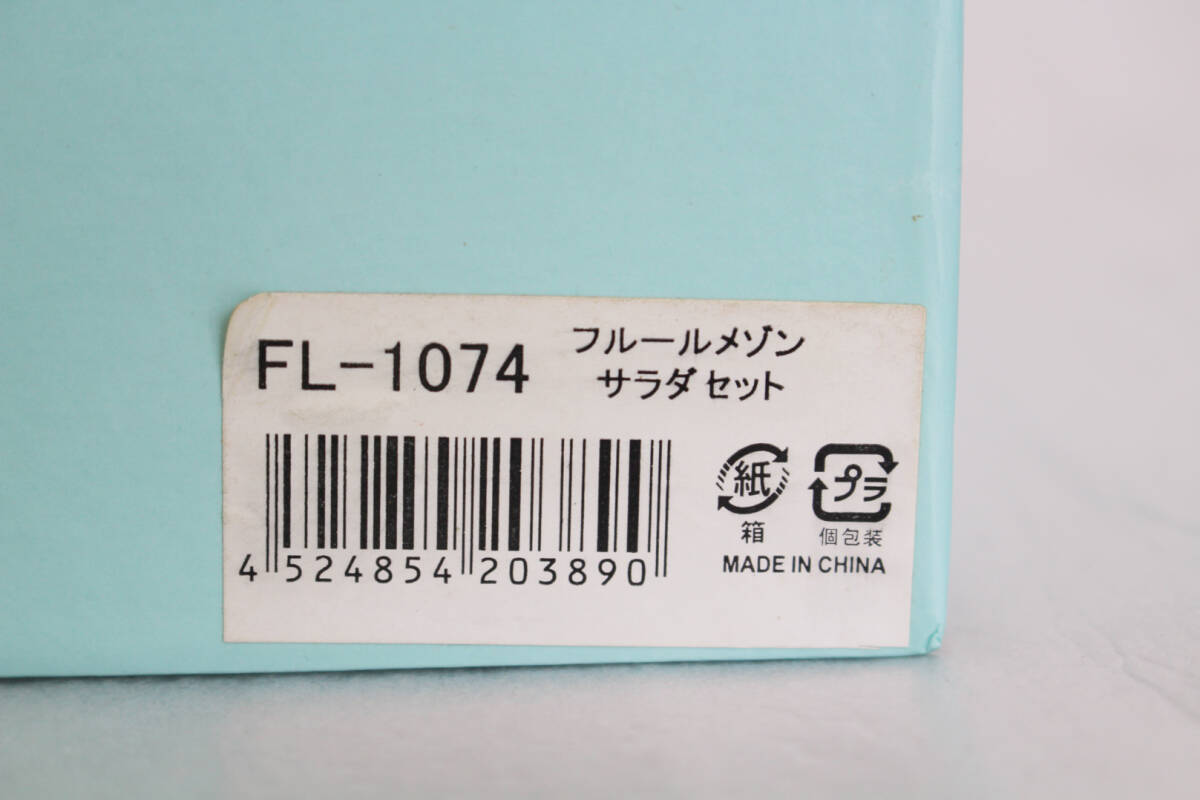 FL-1074
フルールメゾン
サラダセット
4 524854 203890
紙
箱
プラ
個包装
MADE IN CHINA